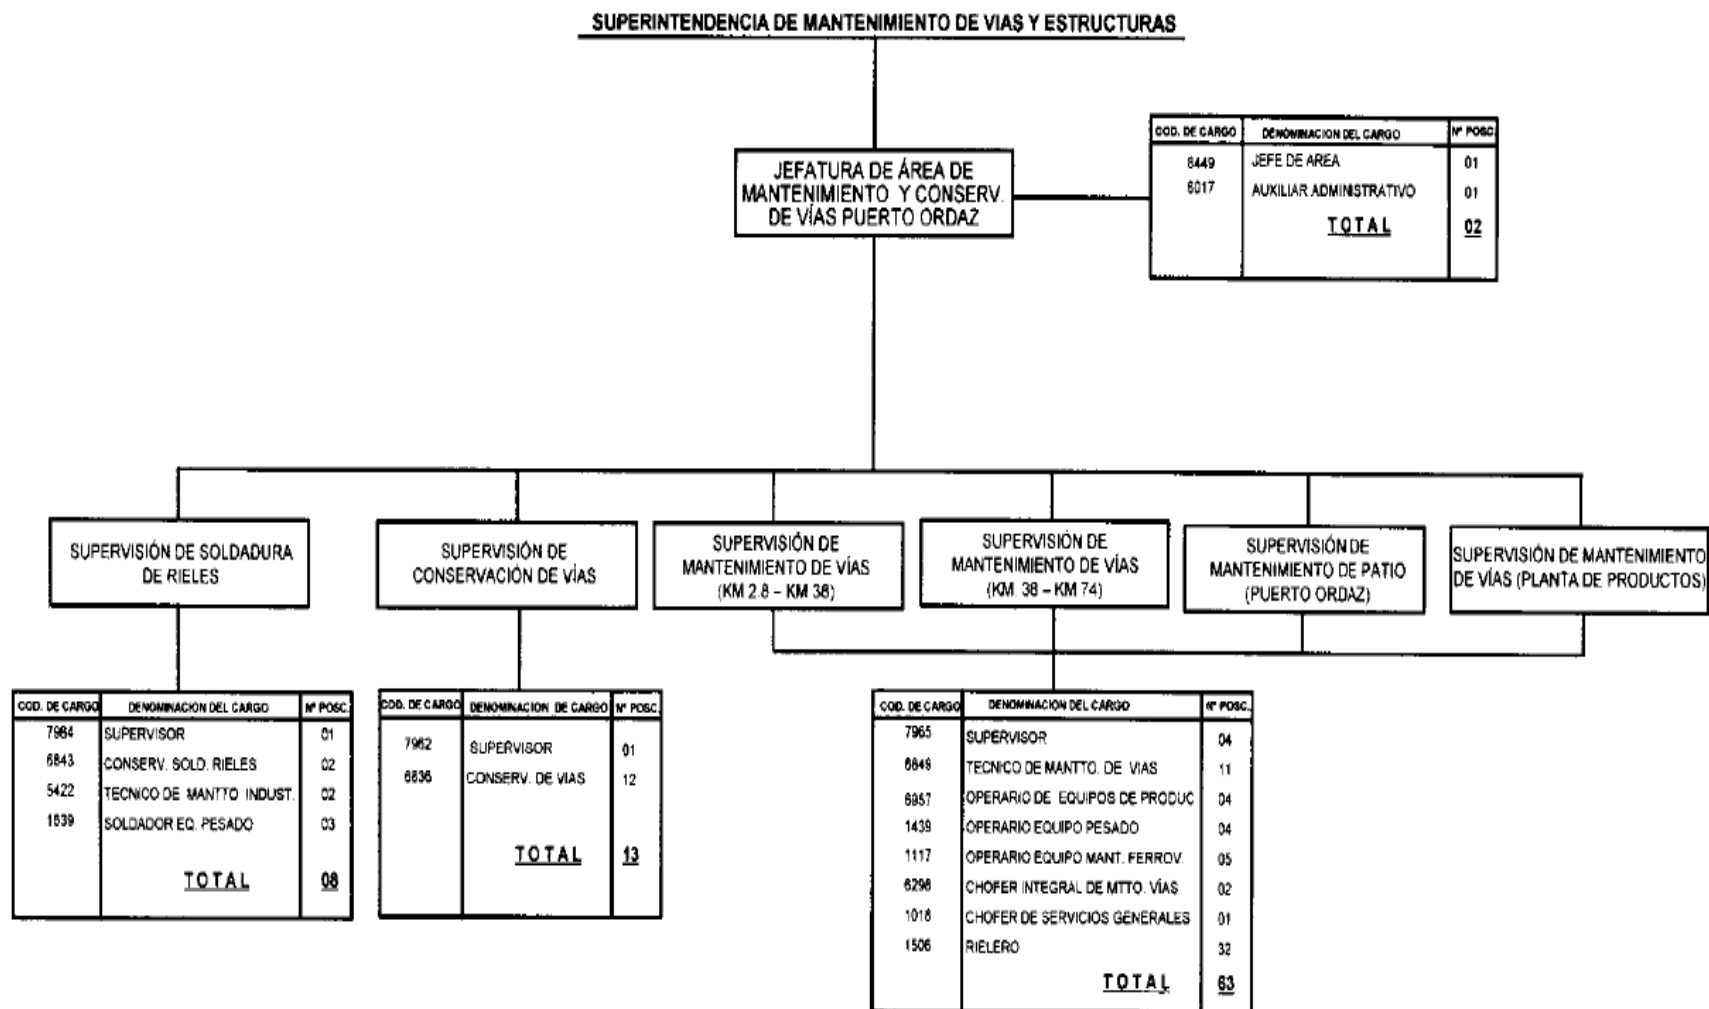 SUPERINTENDENCIA DE MANTENIMIENTO DE VIAS Y ESTRUCTURAS
JEFATURA DE ÁREA DE
MANTENIMIENTO Y CONSERV.
DE VÍAS PUERTO ORDAZ
COD. DE CARGO DENOMINACION DEL CARGO Nº POSC.
8449 JEFE DE AREA 01
6017 AUXILIAR ADMINISTRATIVO 01
TOTAL 02
SUPERVISIÓN DE SOLDADURA
DE RIELES
SUPERVISIÓN DE
CONSERVACIÓN DE VÍAS
SUPERVISIÓN DE
MANTENIMIENTO DE VÍAS
(KM 2.8 – KM 38)
SUPERVISIÓN DE
MANTENIMIENTO DE VÍAS
(KM. 38 – KM 74)
SUPERVISIÓN DE
MANTENIMIENTO DE PATIO
(PUERTO ORDAZ)
SUPERVISIÓN DE MANTENIMIENTO
DE VÍAS (PLANTA DE PRODUCTOS)
COD. DE CARGO DENOMINACION DEL CARGO Nº POSC.
7964 SUPERVISOR 01
6843 CONSERV. SOLD. RIELES 02
5422 TECNICO DE MANTTO INDUST. 02
1539 SOLDADOR EQ. PESADO 03
TOTAL 08
COD. DE CARGO DENOMINACION DE CARGO Nº POSC.
7962 SUPERVISOR 01
6836 CONSERV. DE VIAS 12
TOTAL 13
COD. DE CARGO DENOMINACION DEL CARGO Nº POSC.
7965 SUPERVISOR 04
6849 TECNICO DE MANTTO. DE VIAS 11
6957 OPERARIO DE EQUIPOS DE PRODUC 04
1439 OPERARIO EQUIPO PESADO 04
1117 OPERARIO EQUIPO MANT. FERROV. 05
6298 CHOFER INTEGRAL DE MTTO. VÍAS 02
1018 CHOFER DE SERVICIOS GENERALES 01
1506 RIELERO 32
TOTAL 63